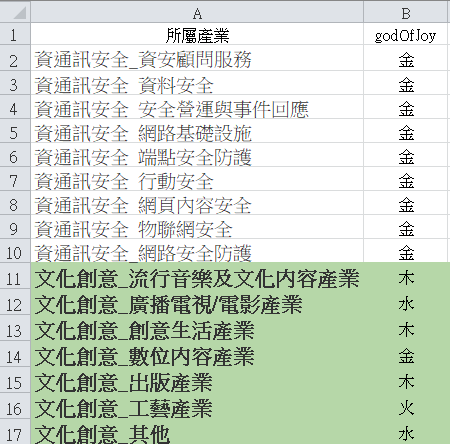 A B
1 所屬產業 godOfJoy
2 資通訊安全_資安顧問服務 金
3 資通訊安全_資料安全 金
4 資通訊安全_安全營運與事件回應 金
5 資通訊安全_網路基礎設施 金
6 資通訊安全_端點安全防護 金
7 資通訊安全_行動安全 金
8 資通訊安全_網頁內容安全 金
9 資通訊安全_物聯網安全 金
10 資通訊安全_網路安全防護 金
11 文化創意_流行音樂及文化內容產業 木
12 文化創意_廣播電視/電影產業 水
13 文化創意_創意生活產業 木
14 文化創意_數位內容產業 金
15 文化創意_出版產業 木
16 文化創意_工藝產業 火
17 文化創意_其他 水